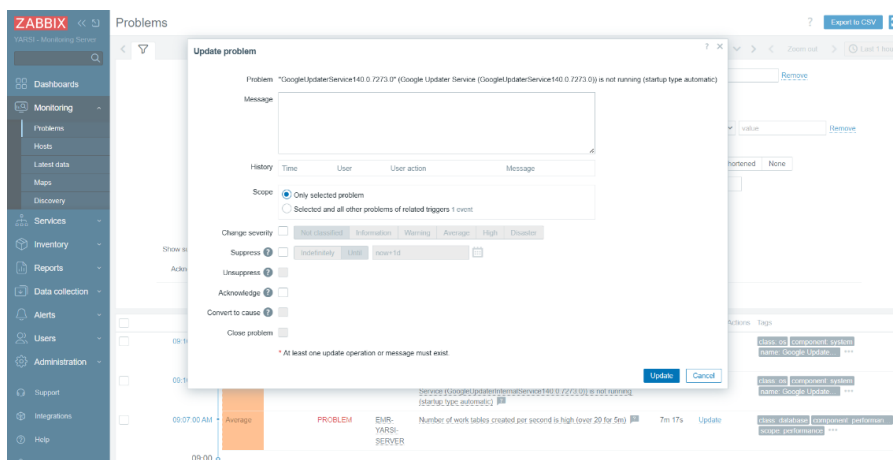 ZABBIX
Problems
? Export to CSV
YARSI - Monitoring Server
Zoom out
Last 1 hour
Update problem
Dashboards
Monitoring
Problems
Hosts
Latest data
Maps
Discovery
Services
Inventory
Reports
Data collection
Alerts
Users
Administration
Support
Integrations
Help
Problem "GoogleUpdaterService140.0.7273.0" (Google Updater Service (GoogleUpdaterService140.0.7273.0)) is not running (startup type automatic)
Message
History Time User User action Message
Scope Only selected problem
Selected and all other problems of related triggers 1 event
Change severity Not classified Information Warning Average High Disaster
Suppress ? Indefinitely Until now+1d
Unsuppress ?
Acknowledge ?
Convert to cause ?
Close problem
* At least one update operation or message must exist.
Update Cancel
Remove
value Remove
None
Actions Tags
class: os component: system
name: Google Update... •••
class: os component: system
Service (GoogleUpdaterInternalService140.0.7273.0)) is not running name: Google Update... •••
(startup type automatic) ?
09:07:00 AM Average PROBLEM EMR-YARSI-SERVER Number of work tables created per second is high (over 20 for 5m) 7m 17s Update class: database component: performan...
scope: performance •••
09:00